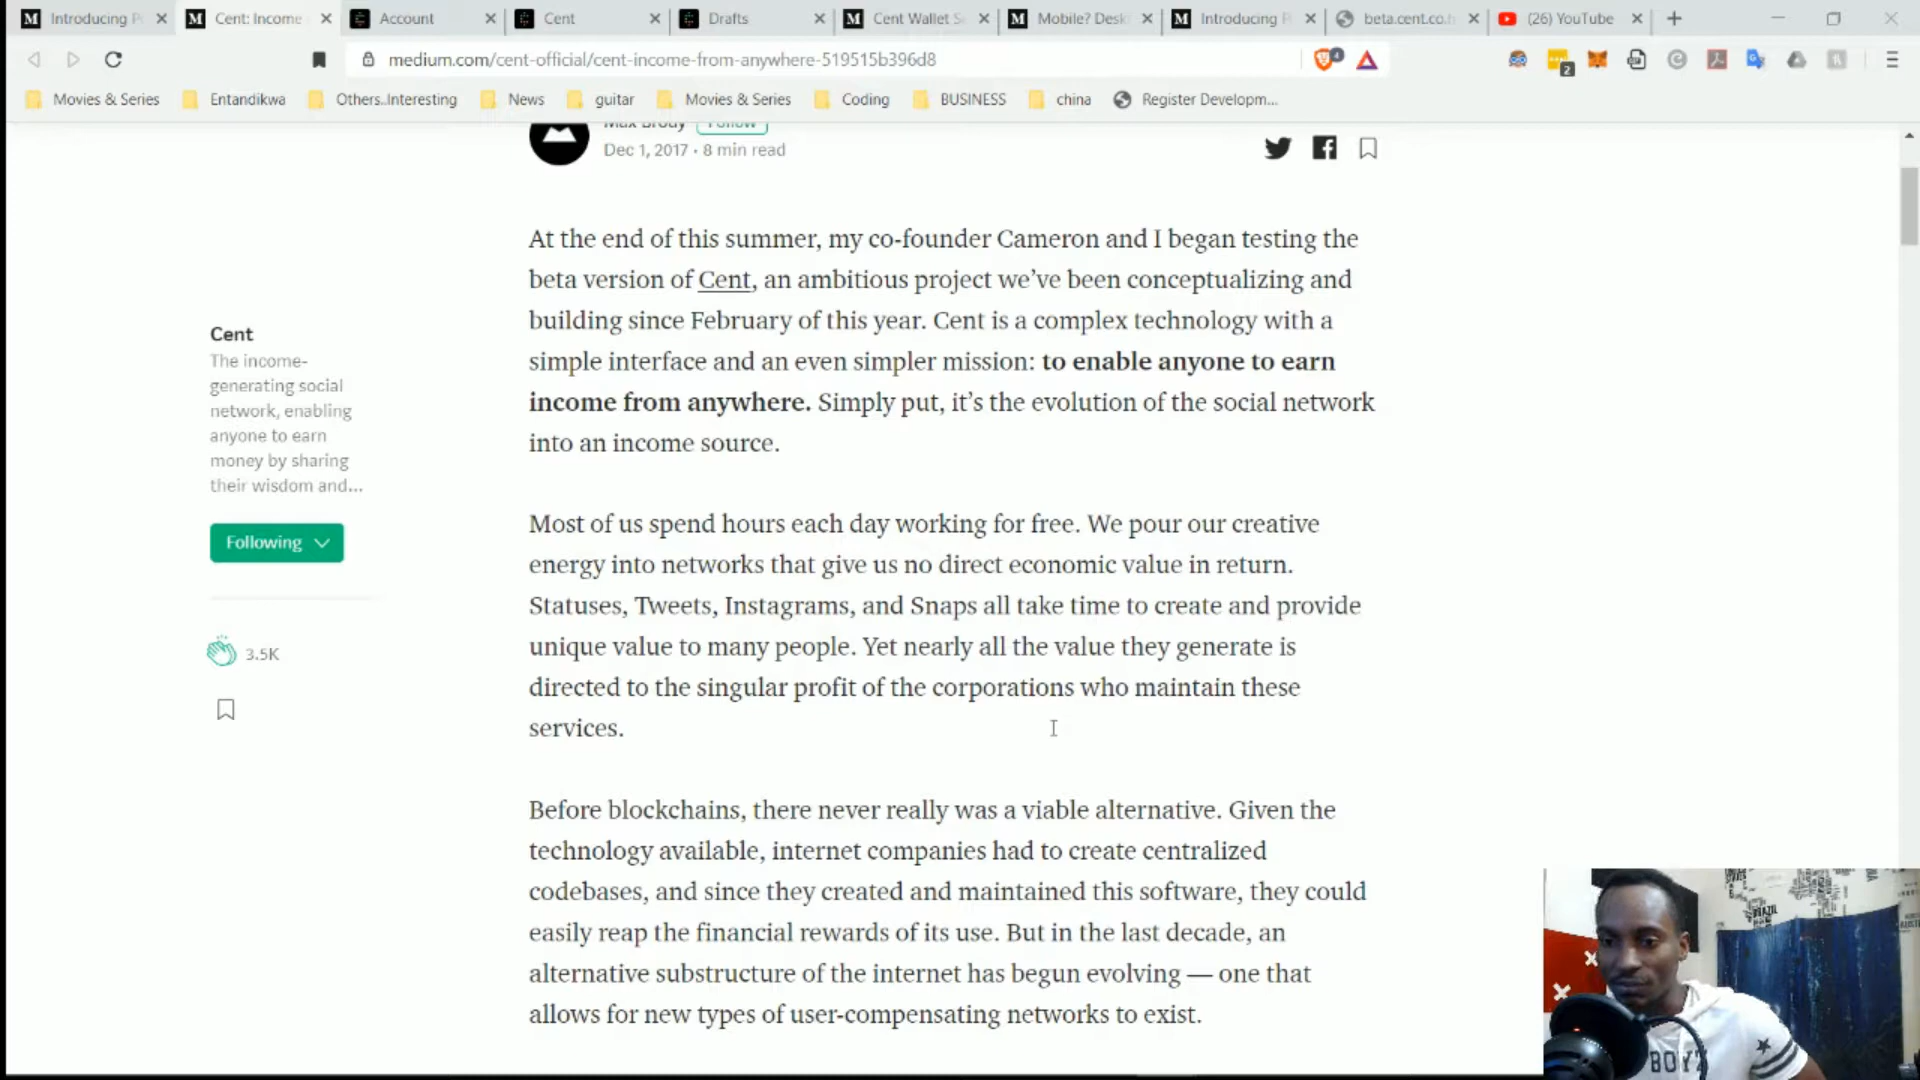 Introducing P
Cent: Income
Account
Cent
Drafts
Cent Wallet S
Mobile? Desk
Introducing P
beta.cent.co
(26) YouTube
medium.com/cent-official/cent-income-from-anywhere-519515b396d8
4
2
Movies & Series
Entandikwa
Others..Interesting
News
guitar
Movies & Series
Coding
BUSINESS
china
Register Developm...
Max Brody
Follow
Dec 1, 2017 · 8 min read
At the end of this summer, my co-founder Cameron and I began testing the
beta version of Cent, an ambitious project we’ve been conceptualizing and
building since February of this year. Cent is a complex technology with a
simple interface and an even simpler mission: to enable anyone to earn
income from anywhere. Simply put, it’s the evolution of the social network
into an income source.
Cent
The income-
generating social
network, enabling
anyone to earn
money by sharing
their wisdom and...
Following
3.5K
Most of us spend hours each day working for free. We pour our creative
energy into networks that give us no direct economic value in return.
Statuses, Tweets, Instagrams, and Snaps all take time to create and provide
unique value to many people. Yet nearly all the value they generate is
directed to the singular profit of the corporations who maintain these
services.
Before blockchains, there never really was a viable alternative. Given the
technology available, internet companies had to create centralized
codebases, and since they created and maintained this software, they could
easily reap the financial rewards of its use. But in the last decade, an
alternative substructure of the internet has begun evolving — one that
allows for new types of user-compensating networks to exist.
BRAZIL
BOYZ